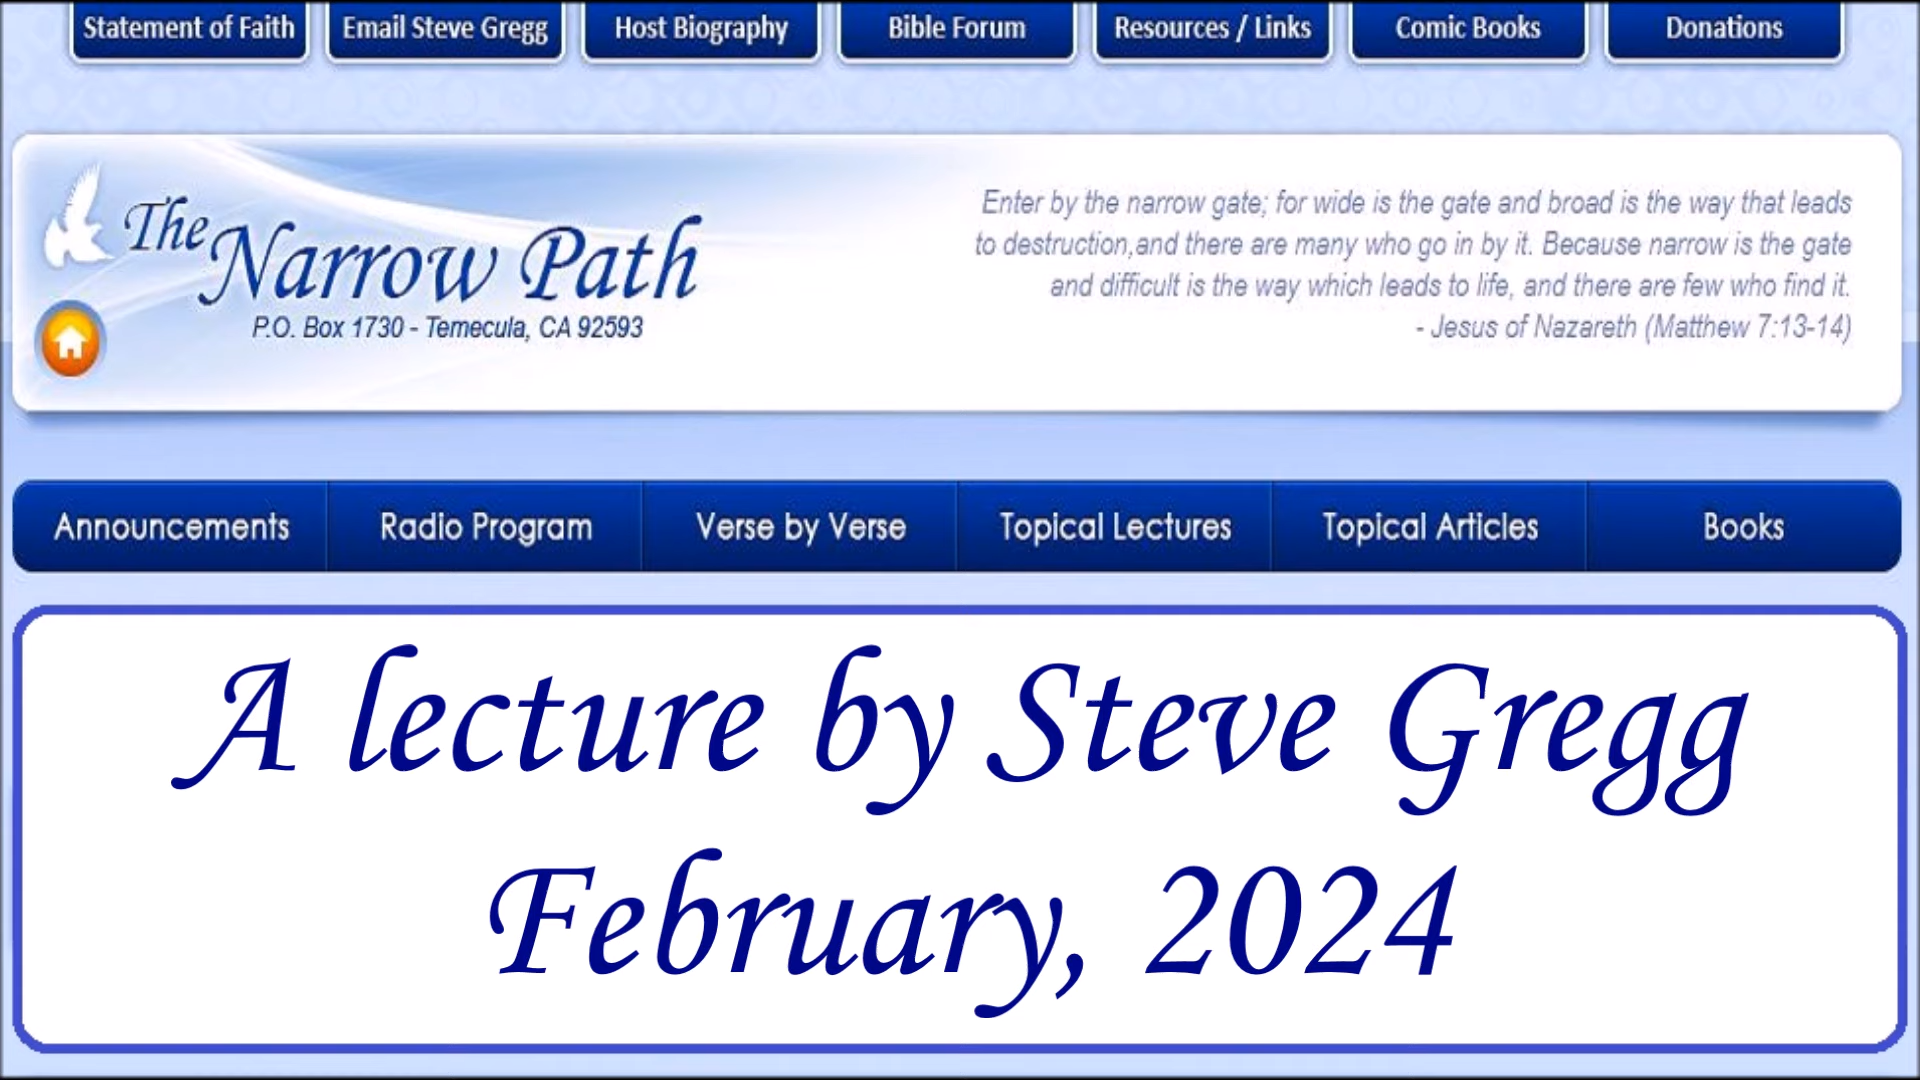 Statement of Faith
Email Steve Gregg
Host Biography
Bible Forum
Resources / Links
Comic Books
Donations
The Narrow Path
P.O. Box 1730 - Temecula, CA 92593
Enter by the narrow gate; for wide is the gate and broad is the way that leads
to destruction,and there are many who go in by it. Because narrow is the gate
and difficult is the way which leads to life, and there are few who find it.
- Jesus of Nazareth (Matthew 7:13-14)
Announcements
Radio Program
Verse by Verse
Topical Lectures
Topical Articles
Books
A lecture by Steve Gregg
February, 2024